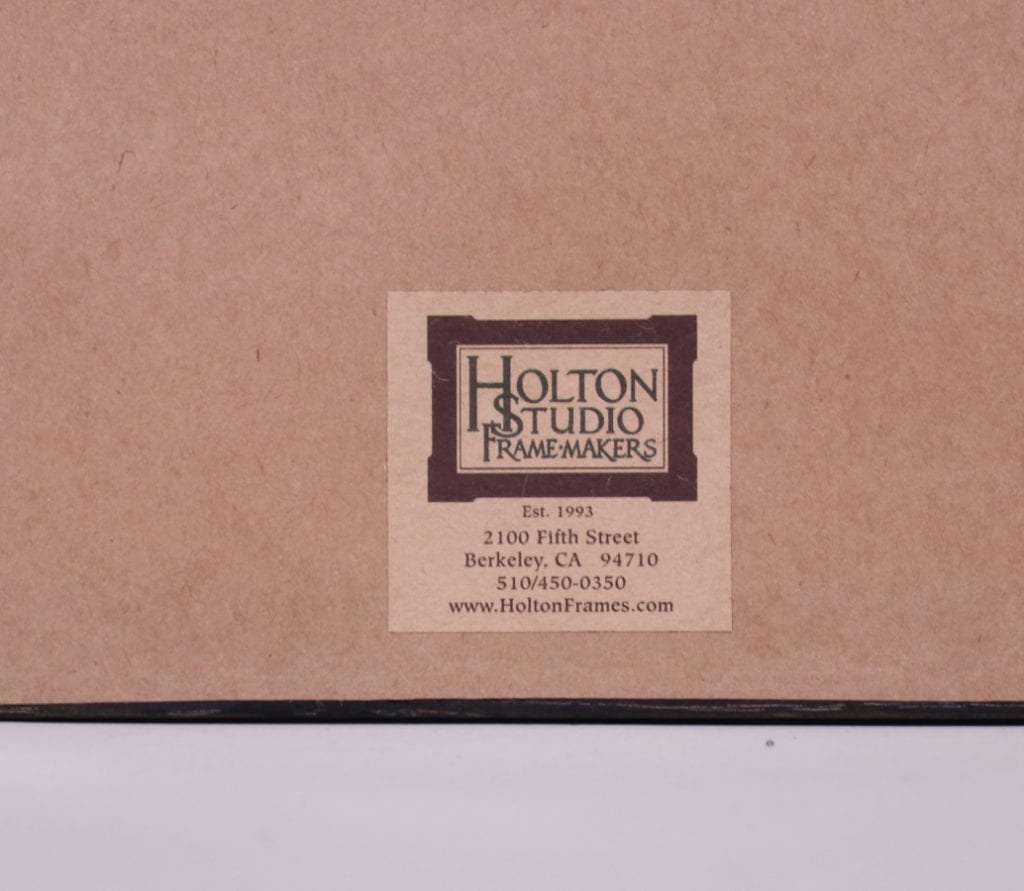 Holton
Studio
Frame·Makers
Est. 1993
2100 Fifth Street
Berkeley, CA 94710
510/450-0350
www.HoltonFrames.com